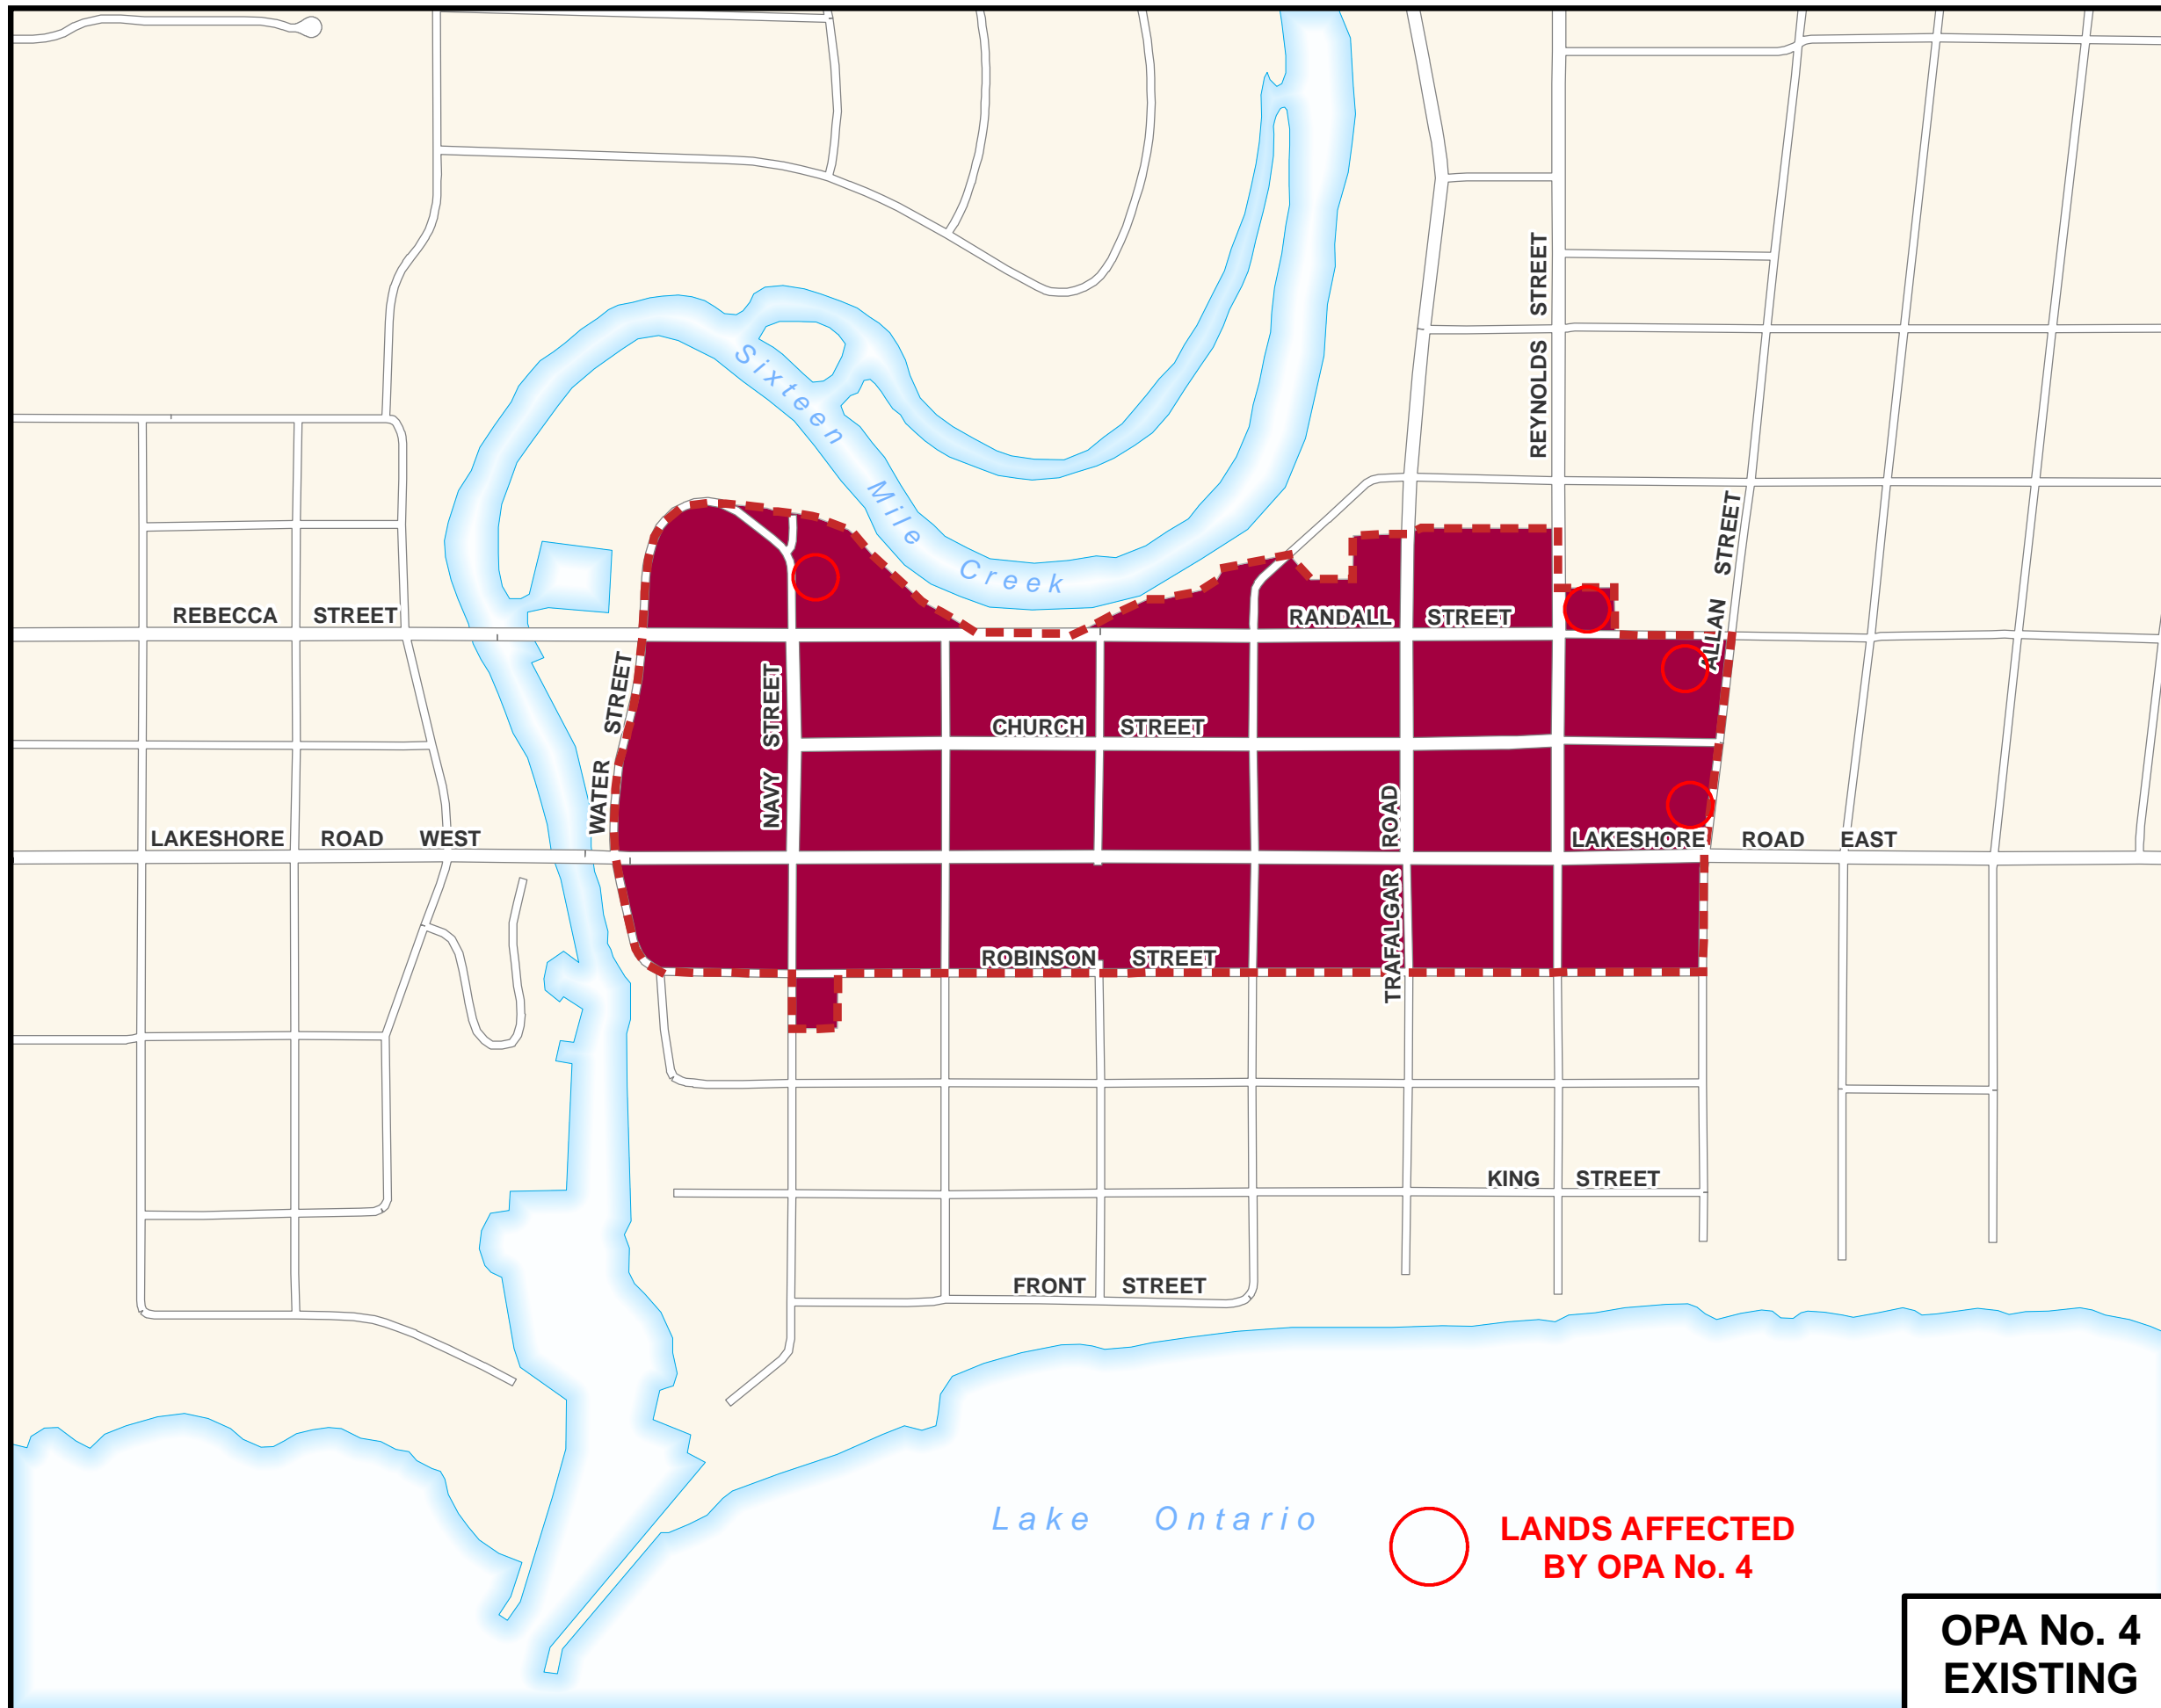 REYNOLDS STREET
Sixteen Mile Creek
ALLAN STREET
REBECCA STREET
RANDALL STREET
WATER STREET
NAVY STREET
CHURCH STREET
LAKESHORE ROAD WEST
TRAFALGAR ROAD
LAKESHORE ROAD EAST
ROBINSON STREET
KING STREET
FRONT STREET
Lake Ontario
LANDS AFFECTED
BY OPA No. 4
OPA No. 4
EXISTING